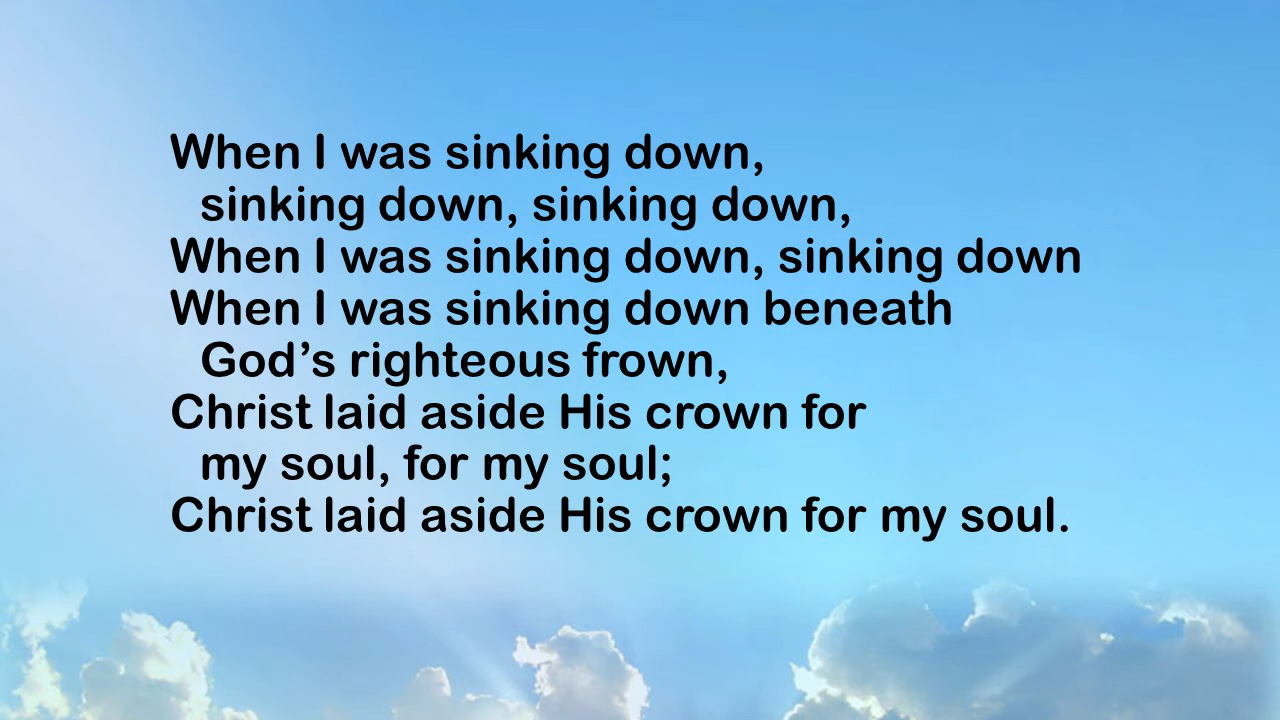 When I was sinking down,
sinking down, sinking down,
When I was sinking down, sinking down
When I was sinking down beneath
God’s righteous frown,
Christ laid aside His crown for
my soul, for my soul;
Christ laid aside His crown for my soul.